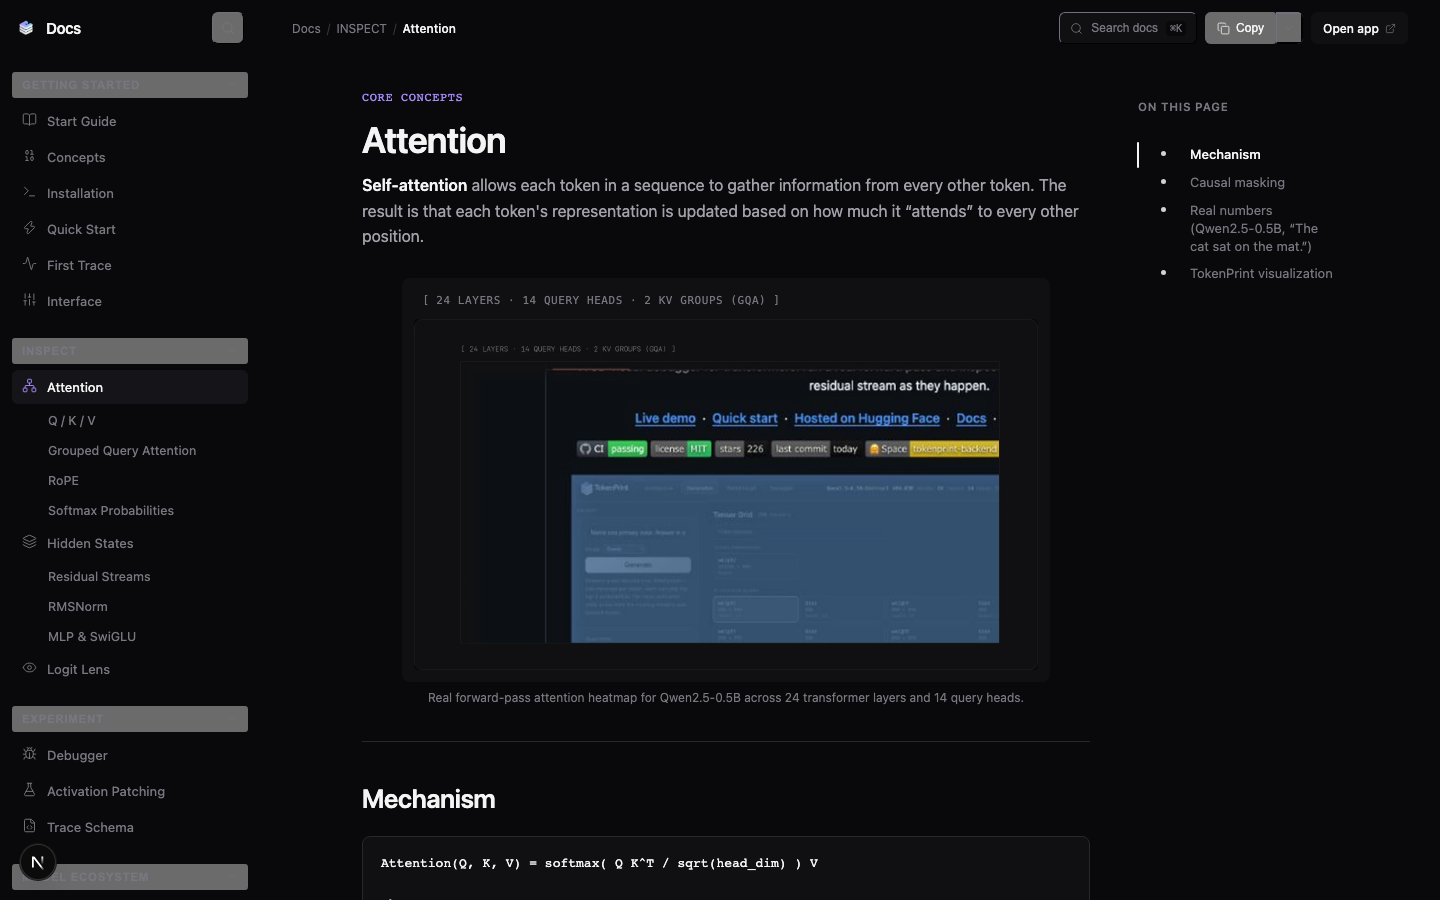 Docs
Docs / INSPECT / Attention
Search docs ⌘K
Copy
Open app
GETTING STARTED
Start Guide
Concepts
Installation
Quick Start
First Trace
Interface
INSPECT
Attention
Q / K / V
Grouped Query Attention
RoPE
Softmax Probabilities
Hidden States
Residual Streams
RMSNorm
MLP & SwiGLU
Logit Lens
EXPERIMENT
Debugger
Activation Patching
Trace Schema
ECOSYSTEM
N
CORE CONCEPTS
Attention
Self-attention allows each token in a sequence to gather information from every other token. The
result is that each token's representation is updated based on how much it “attends” to every other
position.
[ 24 LAYERS · 14 QUERY HEADS · 2 KV GROUPS (GQA) ]
[ 24 LAYERS · 14 QUERY HEADS · 2 KV GROUPS (GQA) ]
residual stream as they happen.
Live demo · Quick start · Hosted on Hugging Face · Docs ·
CI passing license MIT stars 226 last commit today Space tokenprint-backend
TokenPrint
Generate
Real forward-pass attention heatmap for Qwen2.5-0.5B across 24 transformer layers and 14 query heads.
Mechanism
Attention(Q, K, V) = softmax( Q K^T / sqrt(head_dim) ) V
ON THIS PAGE
Mechanism
Causal masking
Real numbers
(Qwen2.5-0.5B, “The
cat sat on the mat.”)
TokenPrint visualization